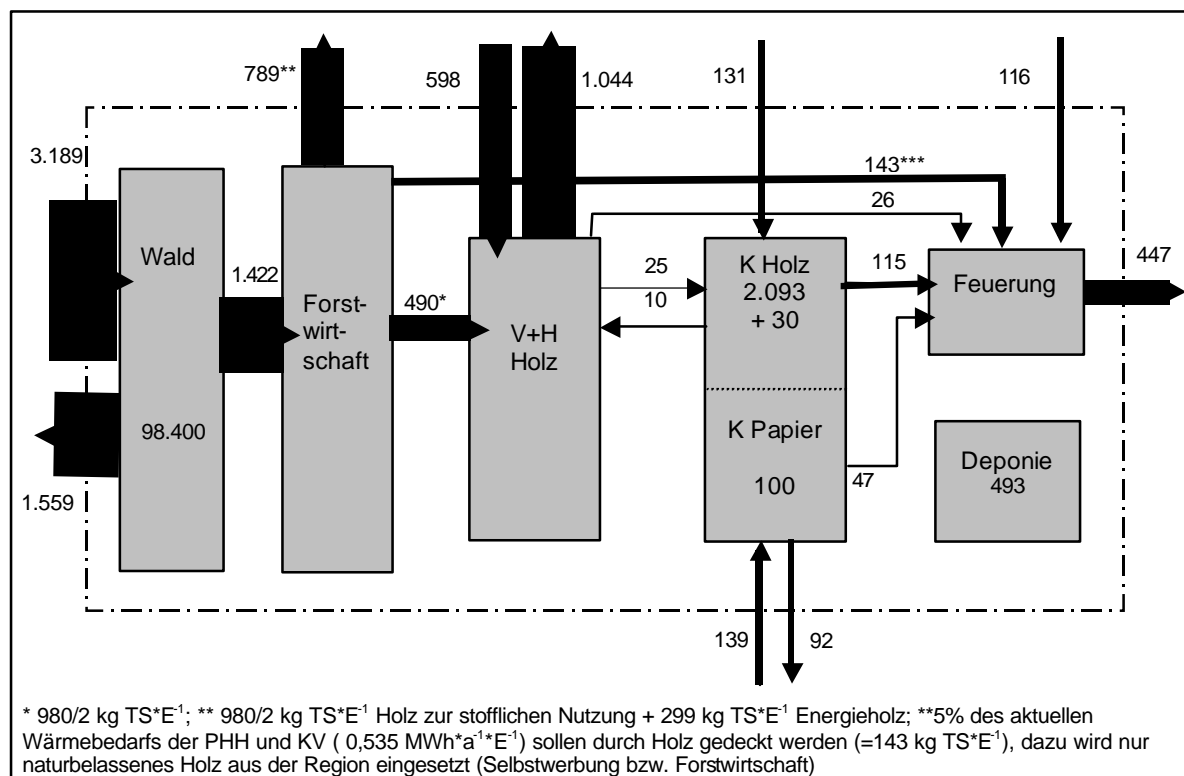 789**
598
1.044
131
116
3.189
143***
26
Wald
1.422
Forst-
wirt-
schaft
490*
V+H
Holz
25
10
K Holz
2.093
+ 30
115
Feuerung
447
98.400
K Papier
100
47
Deponie
493
1.559
139
92
* 980/2 kg TS*E-1; ** 980/2 kg TS*E-1 Holz zur stofflichen Nutzung + 299 kg TS*E-1 Energieholz; **5% des aktuellen
Wärmebedarfs der PHH und KV ( 0,535 MWh*a-1*E-1) sollen durch Holz gedeckt werden (=143 kg TS*E-1), dazu wird nur
naturbelassenes Holz aus der Region eingesetzt (Selbstwerbung bzw. Forstwirtschaft)